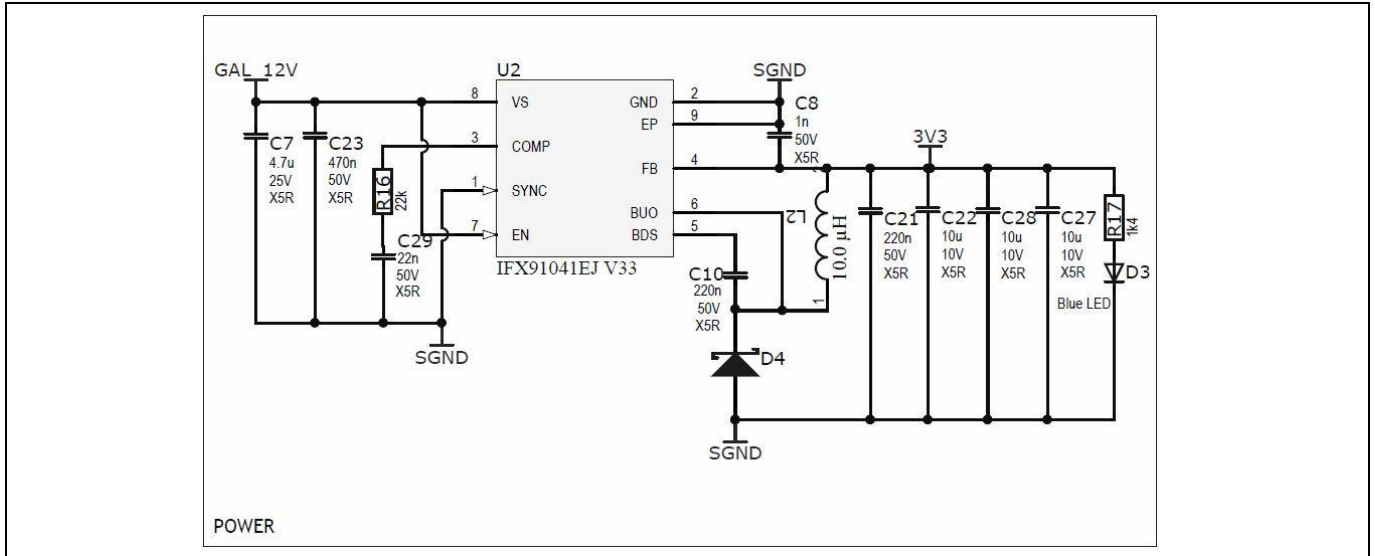 GAL 12V
U2
SGND
8
VS
GND
2
C8
1n
50V
X5R
EP
9
C7
4.7u
25V
X5R
C23
470n
50V
X5R
3
COMP
3V3
FB
4
R16
22k
1
SYNC
BUO
6
L2
10.0 µH
C21
220n
50V
X5R
C22
10u
10V
X5R
C28
10u
10V
X5R
C27
10u
10V
X5R
R17
1k4
7
EN
BDS
5
C29
22n
50V
X5R
IFX91041EJ V33
C10
220n
50V
X5R
1
D3
Blue LED
SGND
D4
SGND
POWER